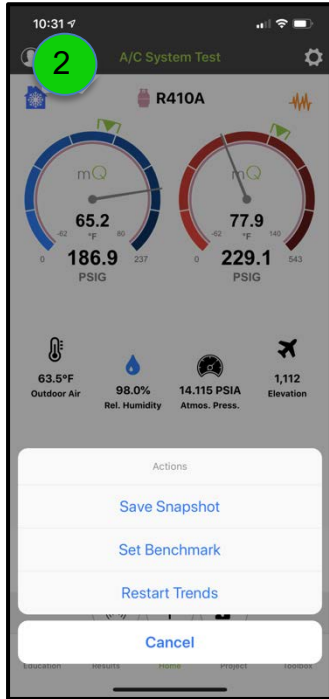 10:31
2
A/C System Test
R410A
mQ
mQ
65.2
77.9
-62 °F 80
-62 °F 140
0 186.9 237
0 229.1 543
PSIG
PSIG
63.5°F
Outdoor Air
98.0%
Rel. Humidity
14.115 PSIA
Atmos. Press.
1,112
Elevation
Actions
Save Snapshot
Set Benchmark
Restart Trends
Cancel
Education Results Home Project Toolbox